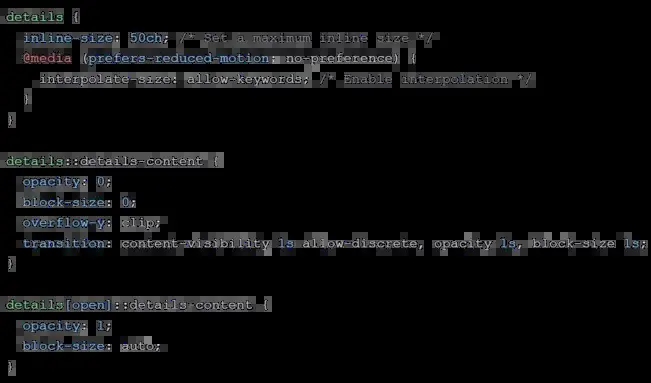 details {
inline-size: 50ch; /* Set a maximum inline size */
@media (prefers-reduced-motion: no-preference) {
interpolate-size: allow-keywords; /* Enable interpolation */
}
}
details::details-content {
opacity: 0;
block-size: 0;
overflow-y: clip;
transition: content-visibility 1s allow-discrete, opacity 1s, block-size 1s;
}
details[open]::details-content {
opacity: 1;
block-size: auto;
}